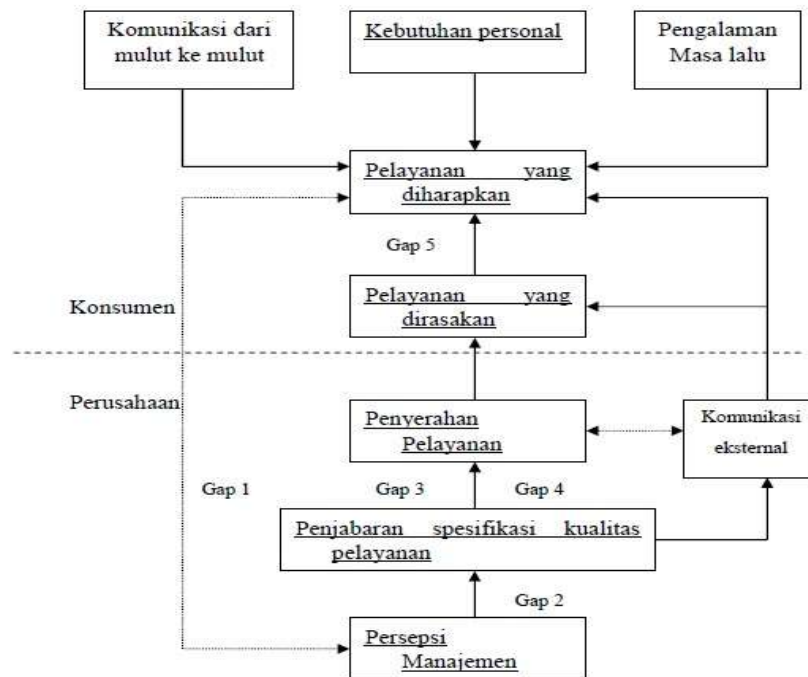 Komunikasi dari
mulut ke mulut
Kebutuhan personal
Pengalaman
Masa lalu
Pelayanan yang
diharapkan
Gap 5
Pelayanan yang
dirasakan
Konsumen
Perusahaan
Penyerahan
Pelayanan
Komunikasi
eksternal
Gap 1
Gap 3
Gap 4
Penjabaran spesifikasi kualitas
pelayanan
Gap 2
Persepsi
Manajemen